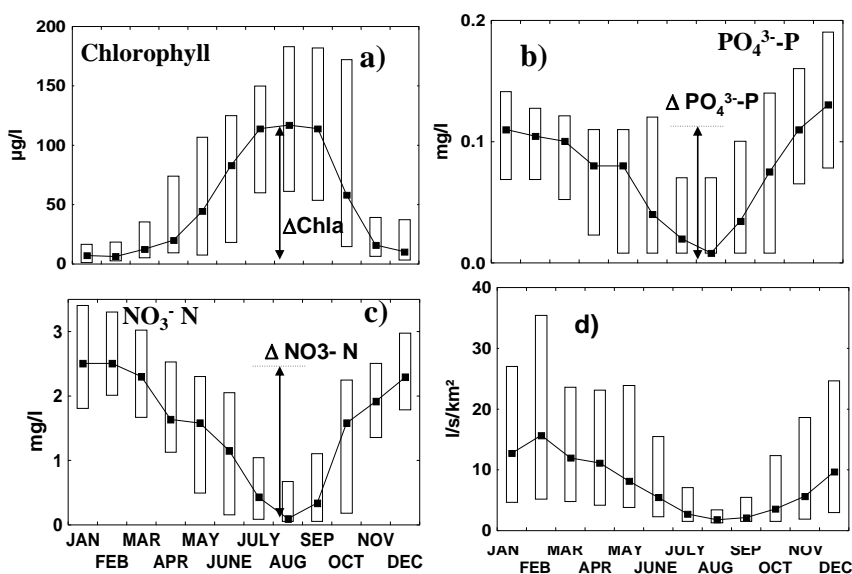 Chlorophyll
a)
200
150
100
50
0
µg/l
ΔChla
b)
PO₄³⁻-P
0.2
0.1
0.0
mg/l
Δ PO₄³⁻-P
NO₃⁻ N
c)
3
2
1
0
mg/l
Δ NO3- N
JAN MAR MAY JULY SEP NOV
FEB APR JUNE AUG OCT DEC
d)
40
30
20
10
0
l/s/km²
JAN MAR MAY JULY SEP NOV
FEB APR JUNE AUG OCT DEC